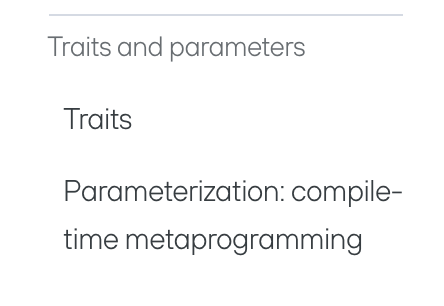 Traits and parameters
Traits
Parameterization: compile-
time metaprogramming